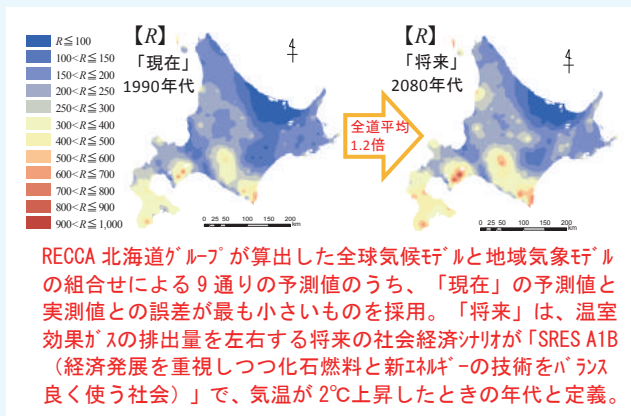 R≦100
100<R≦150
150<R≦200
200<R≦250
250<R≦300
300<R≦400
400<R≦500
500<R≦600
600<R≦700
700<R≦800
800<R≦900
900<R≦1,000
【R】
「現在」
1990年代
4
0 25 50 100 150 200
km
全道平均
1.2倍
【R】
「将来」
2080年代
4
0 25 50 100 150 200
km
RECCA 北海道グループが算出した全球気候モデルと地域気象モデル
の組合せによる 9 通りの予測値のうち、「現在」の予測値と
実測値との誤差が最も小さいものを採用。「将来」は、温室
効果ガスの排出量を左右する将来の社会経済シナリオが「SRES A1B
（経済発展を重視しつつ化石燃料と新エネルギーの技術をバランス
良く使う社会）」で、気温が 2℃上昇したときの年代と定義。